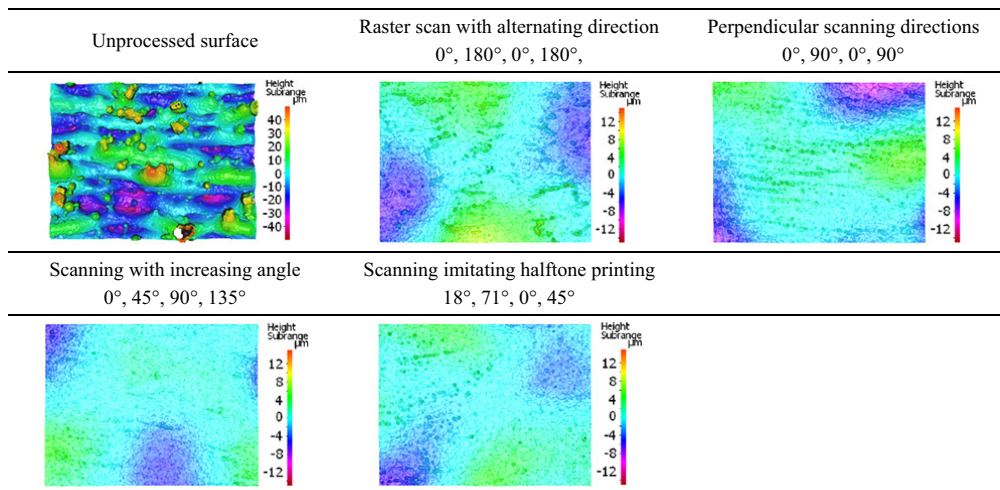 Unprocessed surface
Raster scan with alternating direction
0°, 180°, 0°, 180°,
Perpendicular scanning directions
0°, 90°, 0°, 90°
Height
Subrange
µm
40
30
20
10
0
-10
-20
-30
-40
Height
Subrange
µm
12
8
4
0
-4
-8
-12
Height
Subrange
µm
12
8
4
0
-4
-8
-12
Scanning with increasing angle
0°, 45°, 90°, 135°
Scanning imitating halftone printing
18°, 71°, 0°, 45°
Height
Subrange
µm
12
8
4
0
-4
-8
-12
Height
Subrange
µm
12
8
4
0
-4
-8
-12